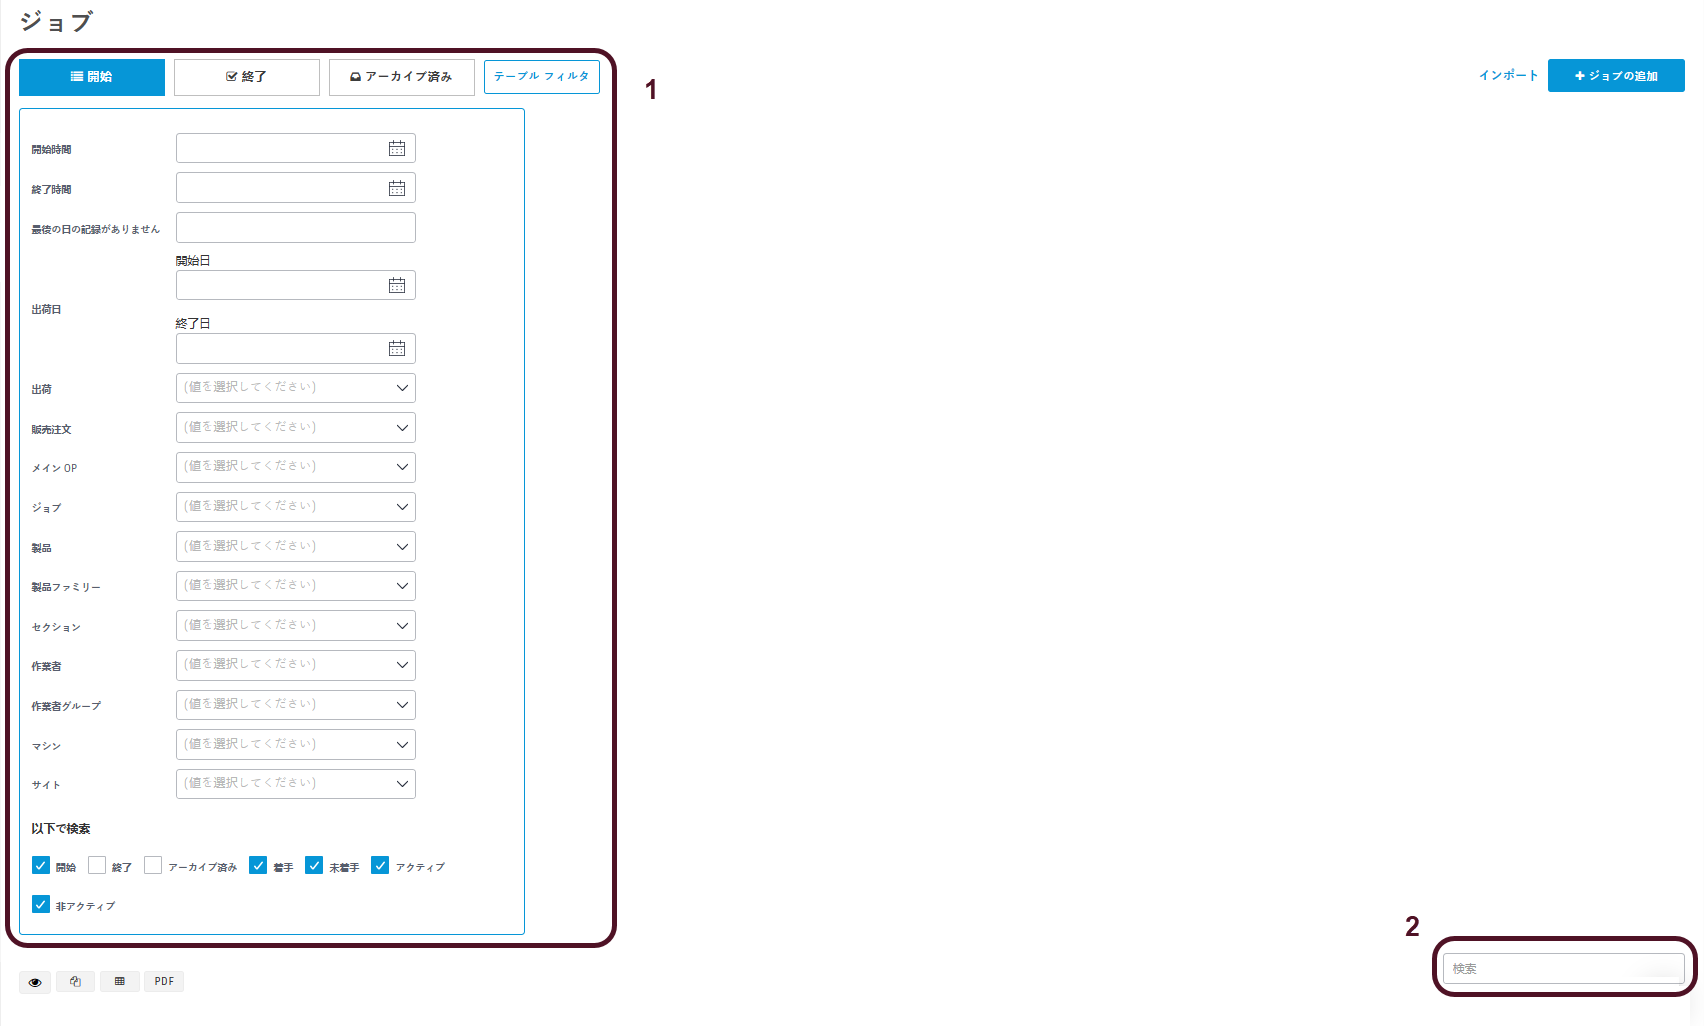 ジョブ
開始 終了 アーカイブ済み テーブル フィルタ 1 インポート ジョブの追加
開始時間
終了時間
最後の日の記録がありません
開始日
出荷日
終了日
出荷 (値を選択してください)
販売注文 (値を選択してください)
メイン OP (値を選択してください)
ジョブ (値を選択してください)
製品 (値を選択してください)
製品ファミリー (値を選択してください)
セクション (値を選択してください)
作業者 (値を選択してください)
作業者グループ (値を選択してください)
マシン (値を選択してください)
サイト (値を選択してください)
以下で検索
開始 終了 アーカイブ済み 着手 未着手 アクティブ
非アクティブ
2
検索
PDF